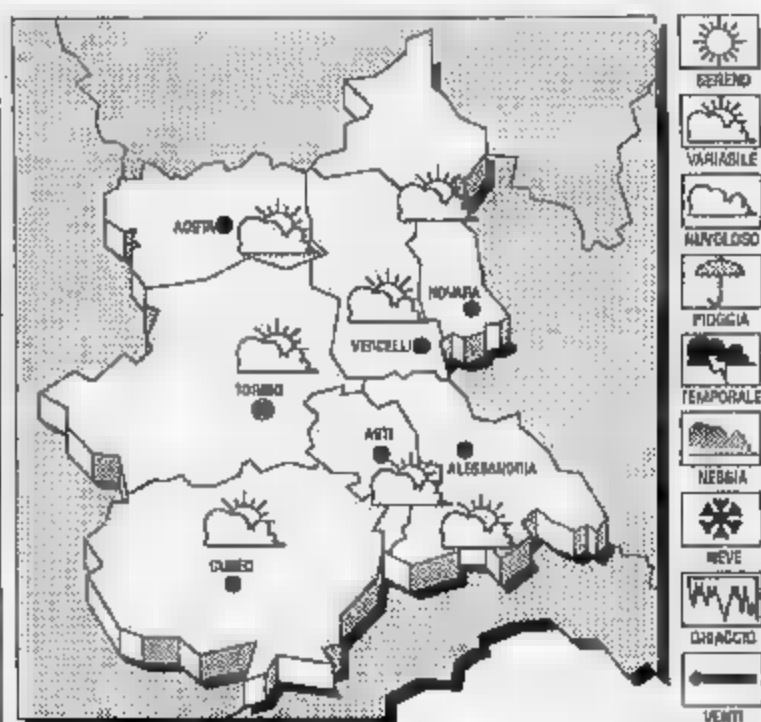 SERENO
VARIABILE
AOSTA
NUVOLOSO
NOVARA
PIOGGIA
VERCELLI
TEMPORALE
TORINO
ASTI
ALESSANDRIA
NEBBIA
NEVE
CUNEO
GHIACCIO
VENTI